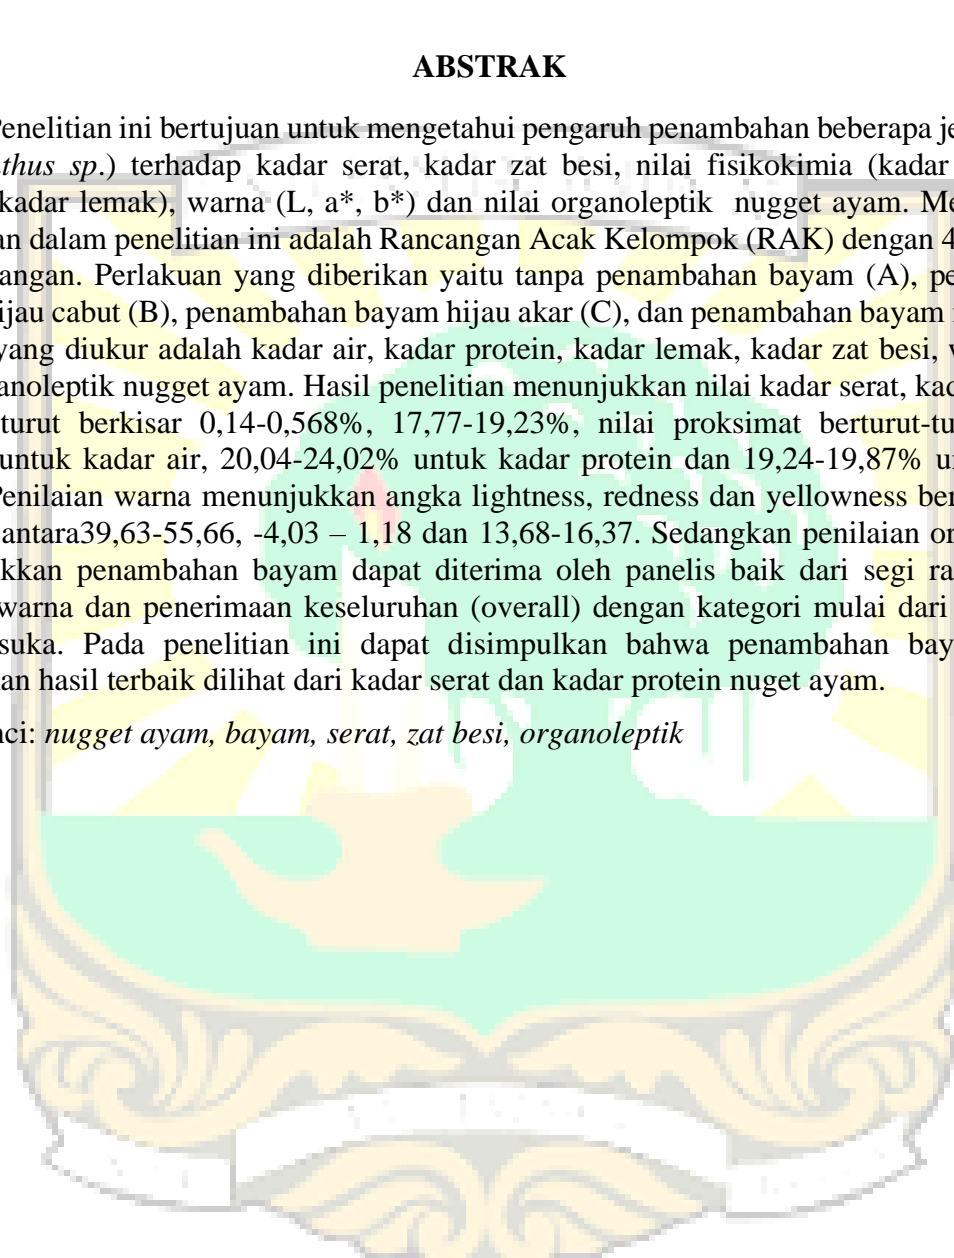 ABSTRAK
Penelitian ini bertujuan untuk mengetahui pengaruh penambahan beberapa je
thus sp.) terhadap kadar serat, kadar zat besi, nilai fisikokimia (kadar
kadar lemak), warna (L, a*, b*) dan nilai organoleptik nugget ayam. Me
an dalam penelitian ini adalah Rancangan Acak Kelompok (RAK) dengan 4
angan. Perlakuan yang diberikan yaitu tanpa penambahan bayam (A), pe
ijau cabut (B), penambahan bayam hijau akar (C), dan penambahan bayam
yang diukur adalah kadar air, kadar protein, kadar lemak, kadar zat besi, w
anoleptik nugget ayam. Hasil penelitian menunjukkan nilai kadar serat, kad
turut berkisar 0,14-0,568%, 17,77-19,23%, nilai proksimat berturut-tu
untuk kadar air, 20,04-24,02% untuk kadar protein dan 19,24-19,87% u
Penilaian warna menunjukkan angka lightness, redness dan yellowness ber
antara39,63-55,66, -4,03 – 1,18 dan 13,68-16,37. Sedangkan penilaian or
kkan penambahan bayam dapat diterima oleh panelis baik dari segi ra
warna dan penerimaan keseluruhan (overall) dengan kategori mulai dari
suka. Pada penelitian ini dapat disimpulkan bahwa penambahan bay
an hasil terbaik dilihat dari kadar serat dan kadar protein nuget ayam.
nci: nugget ayam, bayam, serat, zat besi, organoleptik